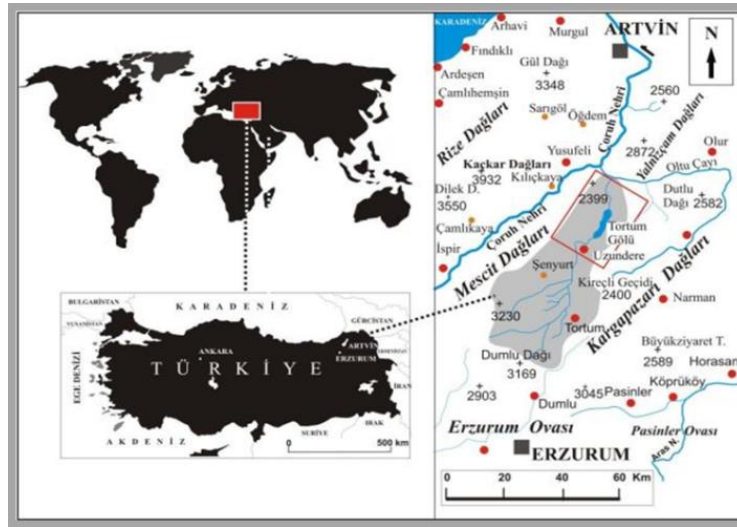 BULGARİSTAN
YUNANİSTAN
KARADENİZ
GÜRCİSTAN
ARTVİN
ERZURUM
ANKARA
TÜRKİYE
EGE DENİZİ
İRAN
AKDENİZ
SURİYE
IRAK
0 500 km
KARADENİZ
Arhavi
Murgul
ARTVİN
N
Fındıklı
Gül Dağı
3348
Ardeşen
Çamlıhemşin
2560
Sarıgöl
Öğdem
Rize Dağları
Çoruh Nehri
Yalnızçam Dağları
2872
Olur
Yusufeli
Oltu Çayı
Kaçkar Dağları
3932
Kılıçkaya
Dilek D.
3550
2399
Dutlu
Dağı
2582
Çamlıkaya
Çoruh Nehri
Tortum
Gölü
İspir
Mescit Dağları
Uzundere
Şenyurt
Kireçli Geçidi
2400
Kargapazarı Dağları
Narman
3230
Tortum
Büyükziyaret T.
2589
Horasan
Dumlu Dağı
3169
2903
3045
Pasinler
Köprüköy
Dumlu
Erzurum Ovası
Pasinler Ovası
Aras N.
ERZURUM
0 20 40 60 Km